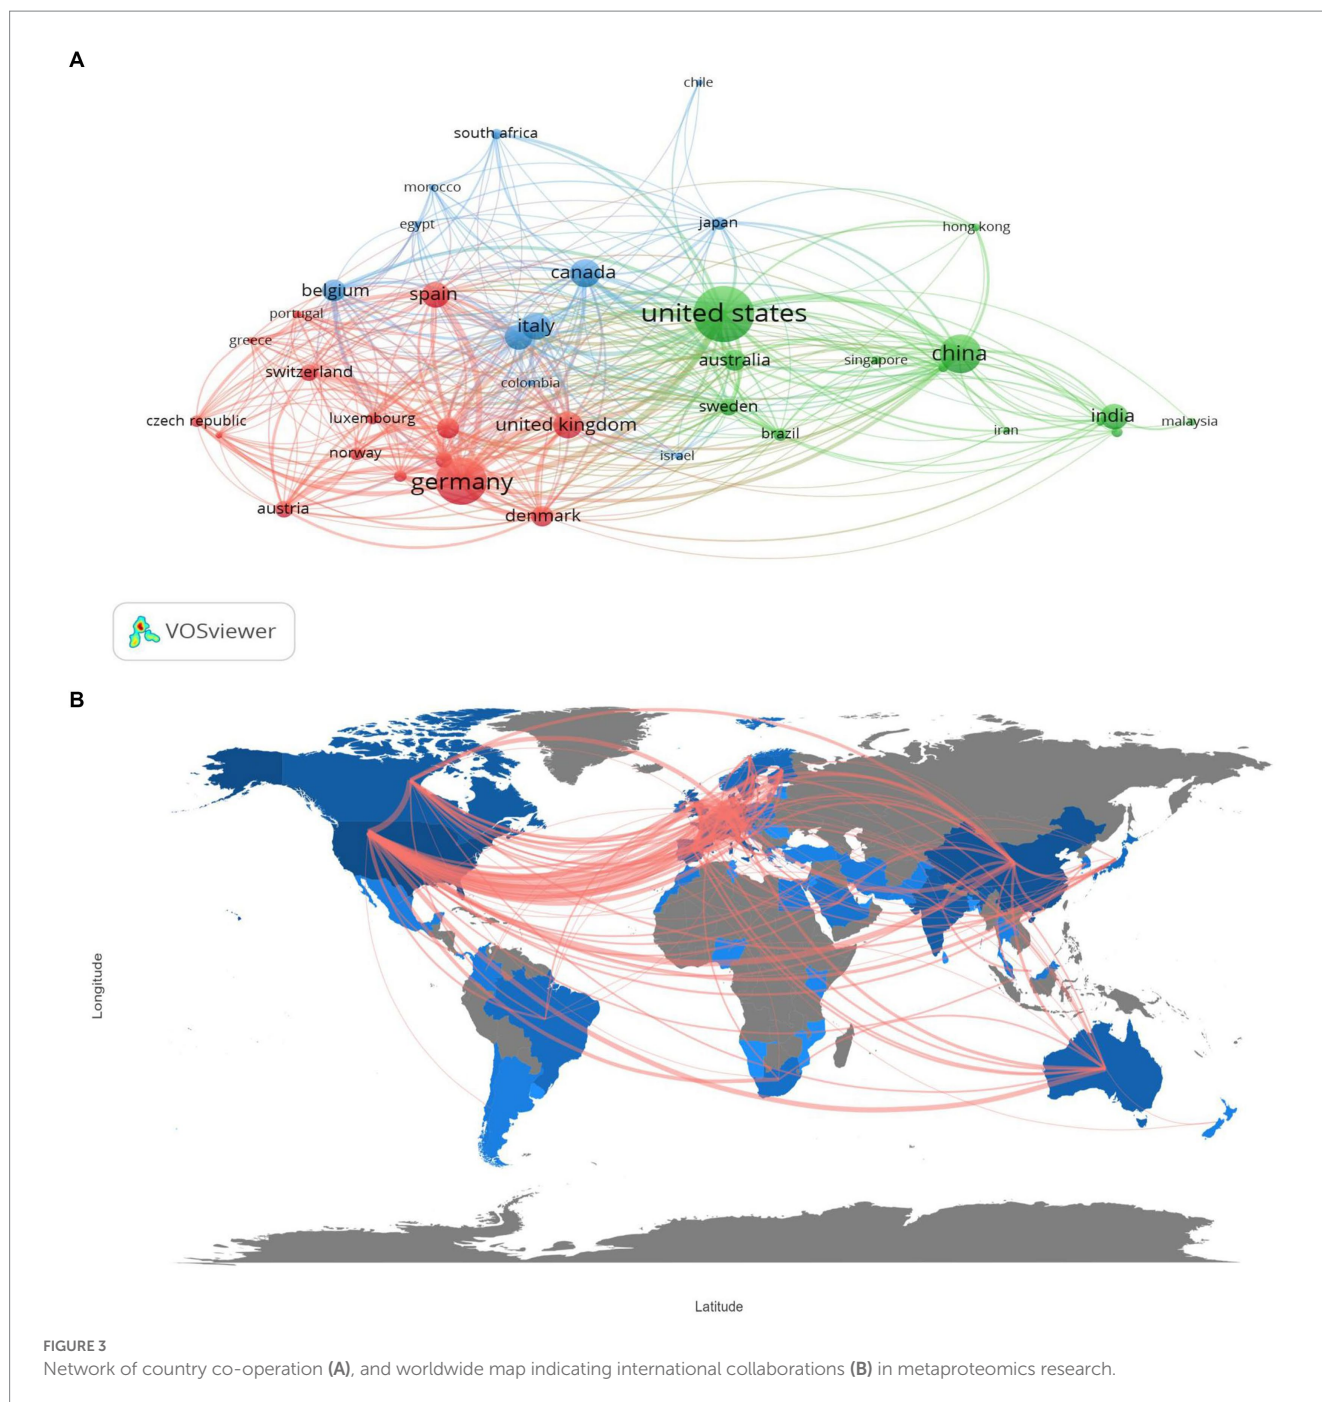 A
chile
south africa
morocco
egypt
japan
hong kong
canada
belgium
spain
portugal
united states
italy
greece
switzerland
australia
singapore
china
colombia
czech republic
luxembourg
united kingdom
sweden
brazil
iran
india
malaysia
norway
israel
germany
austria
denmark
VOSviewer
B
Longitude
Latitude
FIGURE 3
Network of country co-operation (A), and worldwide map indicating international collaborations (B) in metaproteomics research.